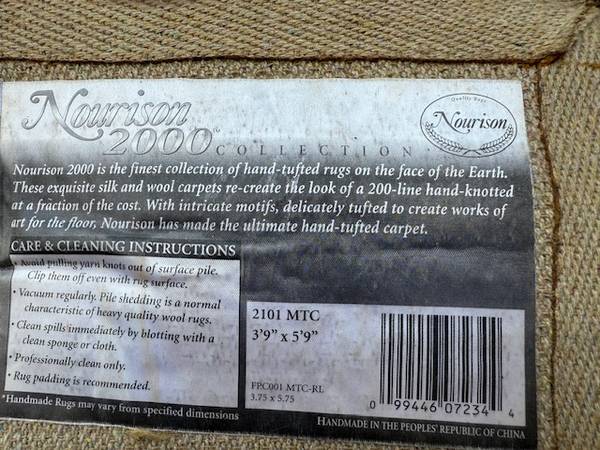 Nourison
2000
COLLECTION
Quality Rugs
Nourison
Nourison 2000 is the finest collection of hand-tufted rugs on the face of the Earth.
These exquisite silk and wool carpets re-create the look of a 200-line hand-knotted
at a fraction of the cost. With intricate motifs, delicately tufted to create works of
art for the floor, Nourison has made the ultimate hand-tufted carpet.
CARE & CLEANING INSTRUCTIONS
• Avoid pulling yarn knots out of surface pile.
Clip them off even with rug surface.
• Vacuum regularly. Pile shedding is a normal
characteristic of heavy quality wool rugs.
• Clean spills immediately by blotting with a
clean sponge or cloth.
• Professionally clean only.
• Rug padding is recommended.
*Handmade Rugs may vary from specified dimensions
2101 MTC
3'9" x 5'9"
FPC001 MTC-RL
3.75 x 5.75
0 99446 07234 4
HANDMADE IN THE PEOPLES' REPUBLIC OF CHINA